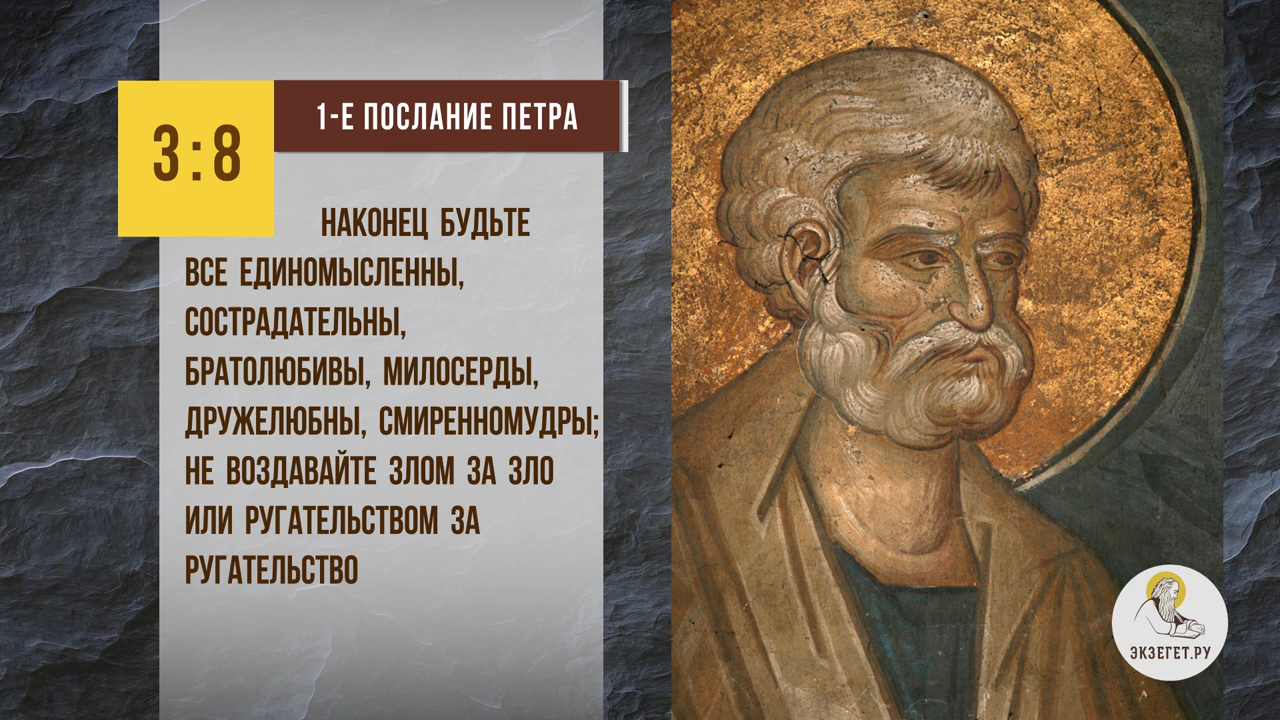 3:8
1-Е ПОСЛАНИЕ ПЕТРА
НАКОНЕЦ БУДЬТЕ
ВСЕ ЕДИНОМЫСЛЕННЫ,
СОСТРАДАТЕЛЬНЫ,
БРАТОЛЮБИВЫ, МИЛОСЕРДЫ,
ДРУЖЕЛЮБНЫ, СМИРЕННОМУДРЫ;
НЕ ВОЗДАВАЙТЕ ЗЛОМ ЗА ЗЛО
ИЛИ РУГАТЕЛЬСТВОМ ЗА
РУГАТЕЛЬСТВО
ЭКЗЕГЕТ.РУ